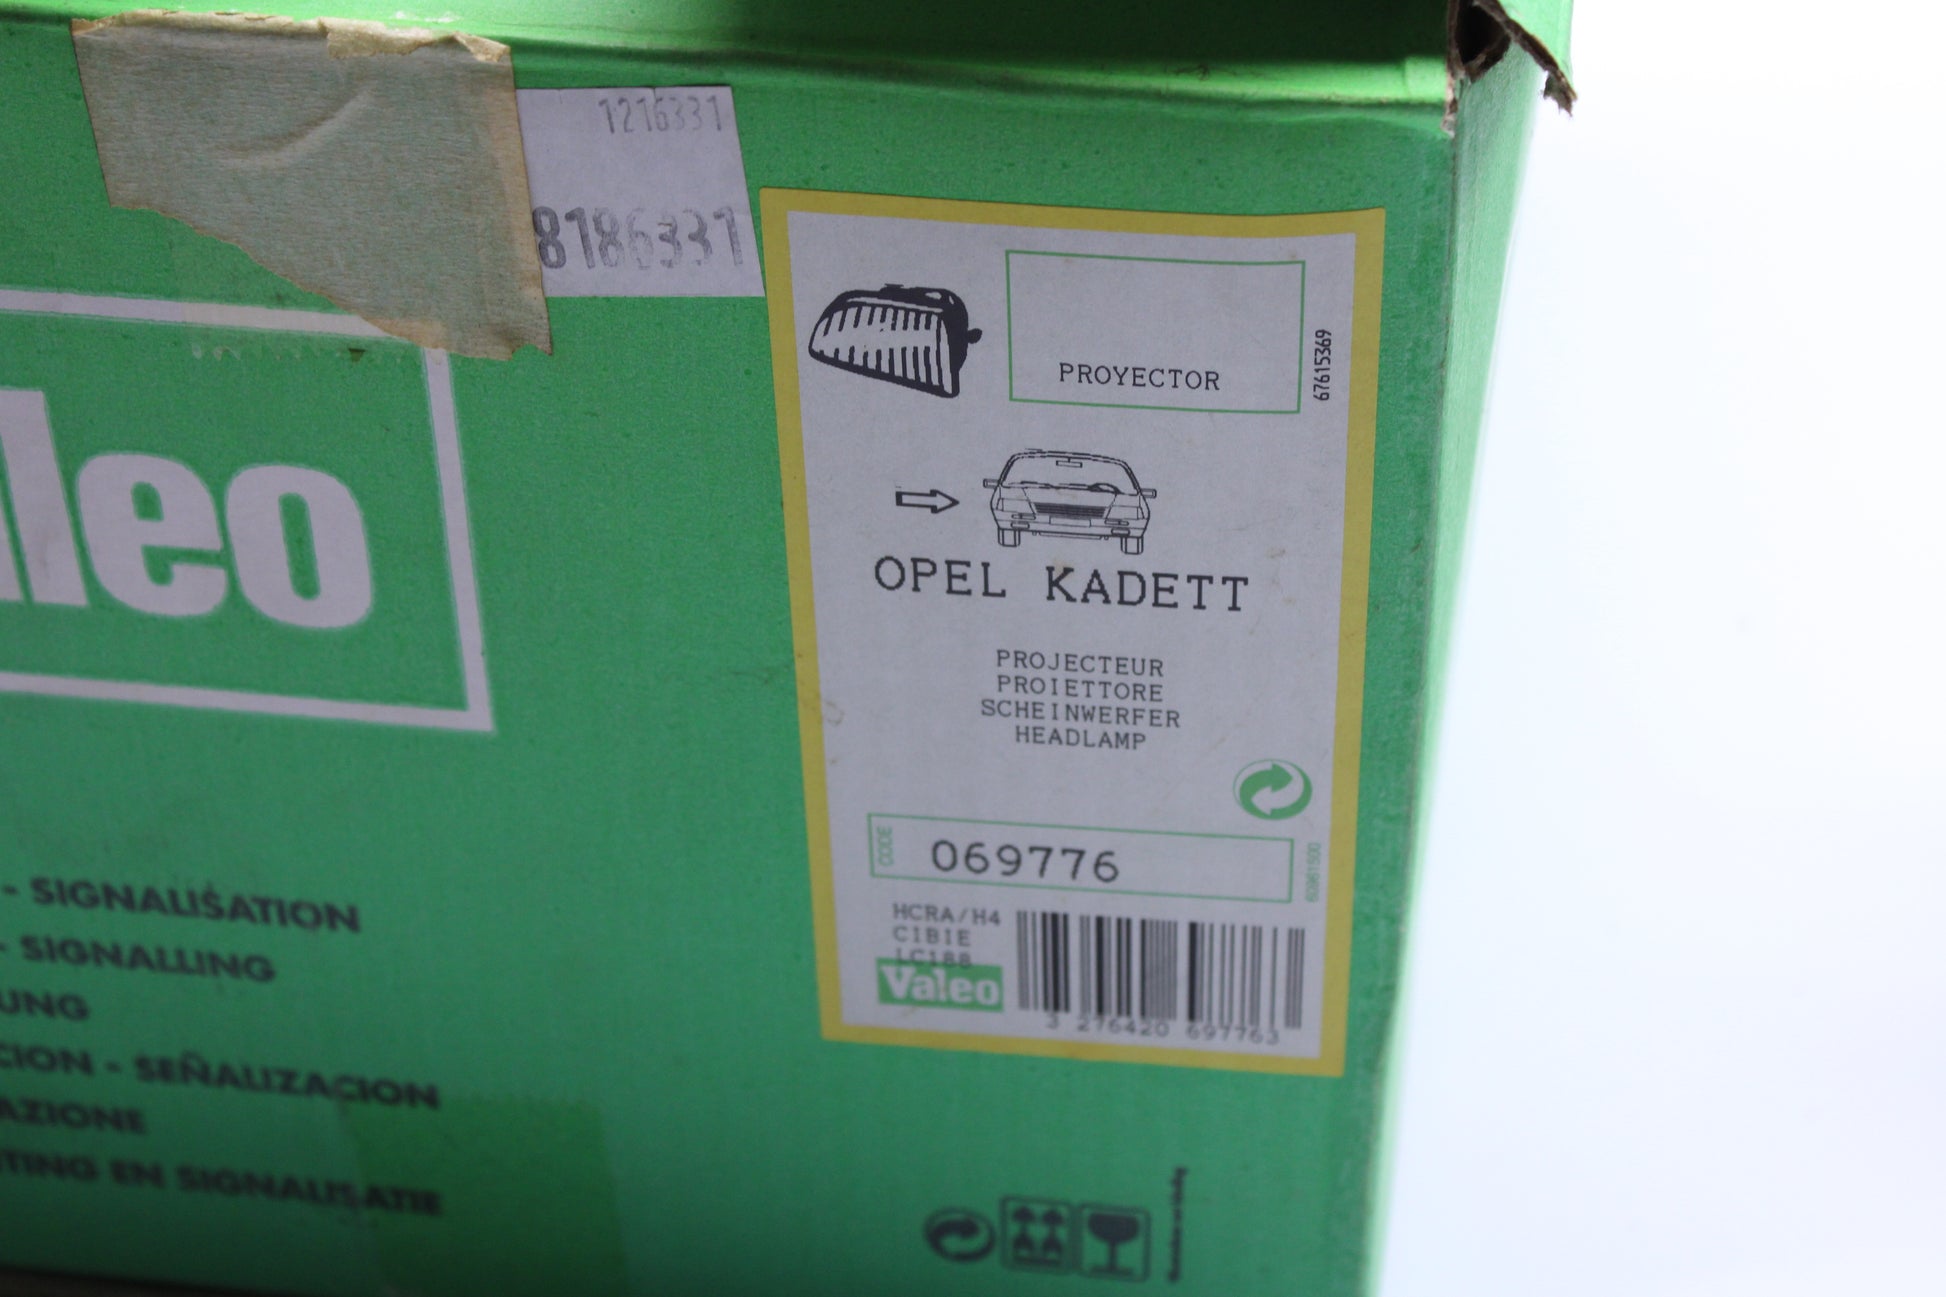 1216331
8186331
leo
PROYECTOR
67615369
OPEL KADETT
PROJECTEUR
PROIETTORE
SCHEINWERFER
HEADLAMP
CODE
069776
HCRA/H4
CIBIE
LC188
Valeo
3 276420 697763
- SIGNALISATION
- SIGNALLING
UNG
CION - SEÑALIZACION
AZIONE
TING EN SIGNALISATIE